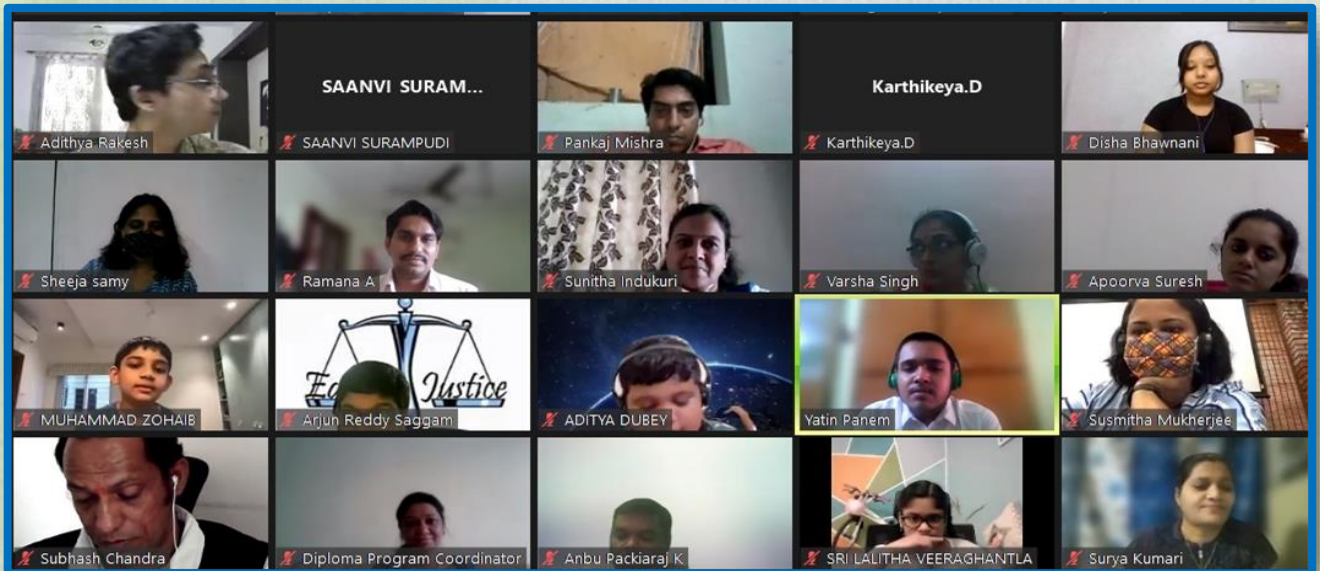 Adithya Rakesh
SAANVI SURAM...
SAANVI SURAMPUDI
Pankaj Mishra
Karthikeya.D
Karthikeya.D
Disha Bhawnani
Sheeja samy
Ramana A
Sunitha Indukuri
Varsha Singh
Apoorva Suresh
MUHAMMAD ZOHAIB
Justice
Arjun Reddy Saggam
ADITYA DUBEY
Yatin Panem
Susmitha Mukherjee
Subhash Chandra
Diploma Program Coordinator
Anbu Packiaraj K
SRI LALITHA VEERAGHANTLA
Surya Kumari